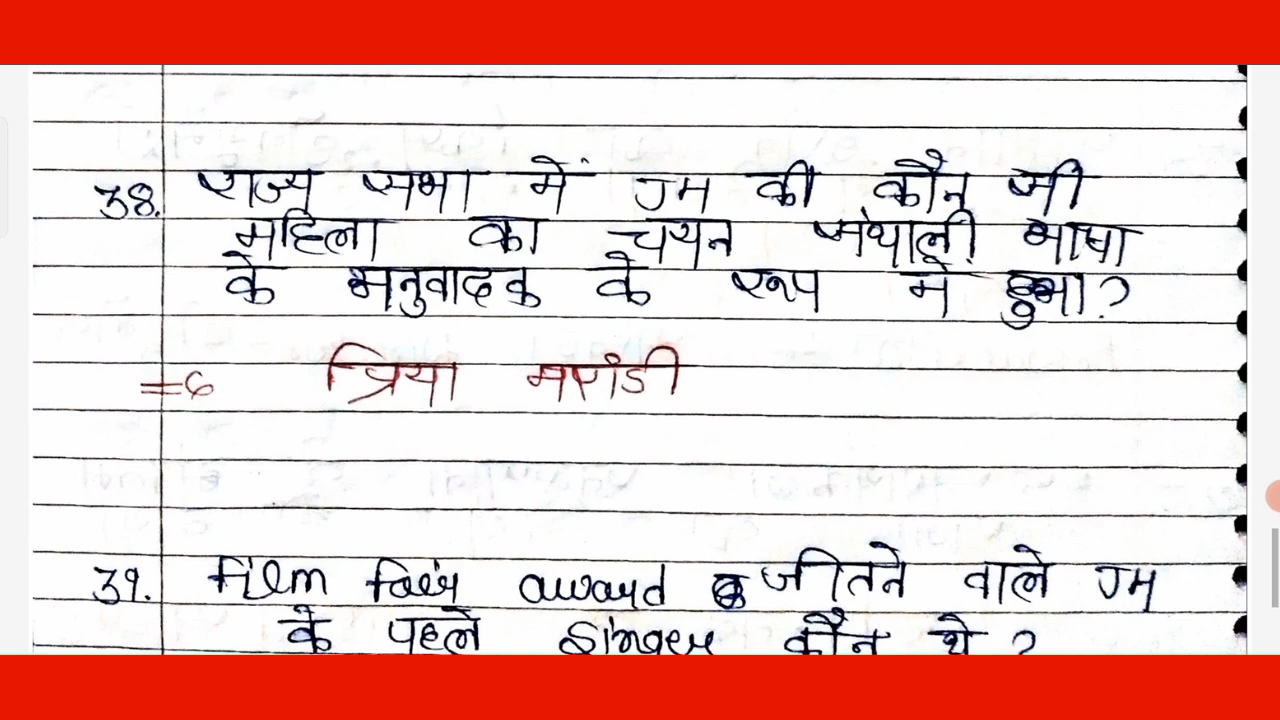 38. राज्य सभा में JH की कौन सी
महिला का चयन संथाली भाषा
के अनुवादक के रूप में हुआ?
⇒ प्रिया मरांडी
39. Film fair award जीतने वाले JH
के पहले singer कौन थे ?